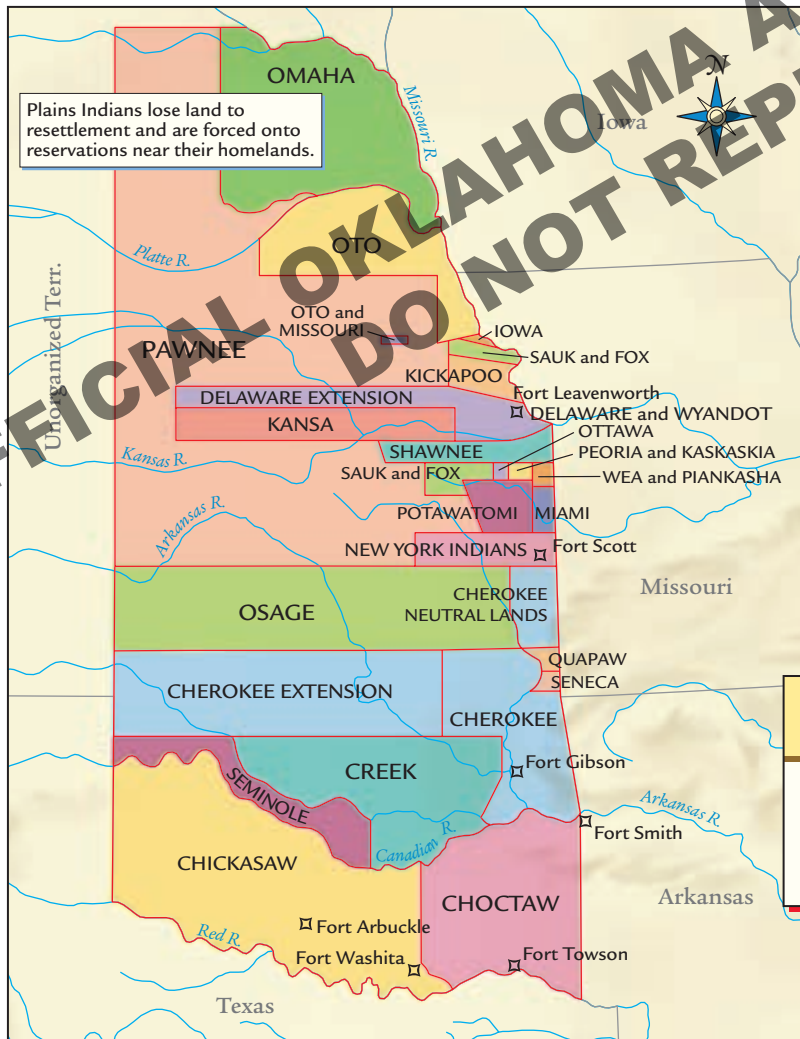 OFFICIAL OKLAHOMA A
DO NOT REP
N
OMAHA
Missouri R.
Iowa
Plains Indians lose land to
resettlement and are forced onto
reservations near their homelands.
Platte R.
OTO
Unorganized Terr.
OTO and
MISSOURI
IOWA
PAWNEE
SAUK and FOX
KICKAPOO
Fort Leavenworth
DELAWARE EXTENSION
DELAWARE and WYANDOT
KANSA
OTTAWA
SHAWNEE
PEORIA and KASKASKIA
Kansas R.
SAUK and FOX
WEA and PIANKASHA
Arkansas R.
POTAWATOMI
MIAMI
NEW YORK INDIANS
Fort Scott
Missouri
OSAGE
CHEROKEE
NEUTRAL LANDS
QUAPAW
SENECA
CHEROKEE EXTENSION
CHEROKEE
CREEK
Fort Gibson
SEMINOLE
Arkansas R.
Fort Smith
Canadian R.
CHICKASAW
Arkansas
CHOCTAW
Fort Arbuckle
Red R.
Fort Washita
Fort Towson
Texas